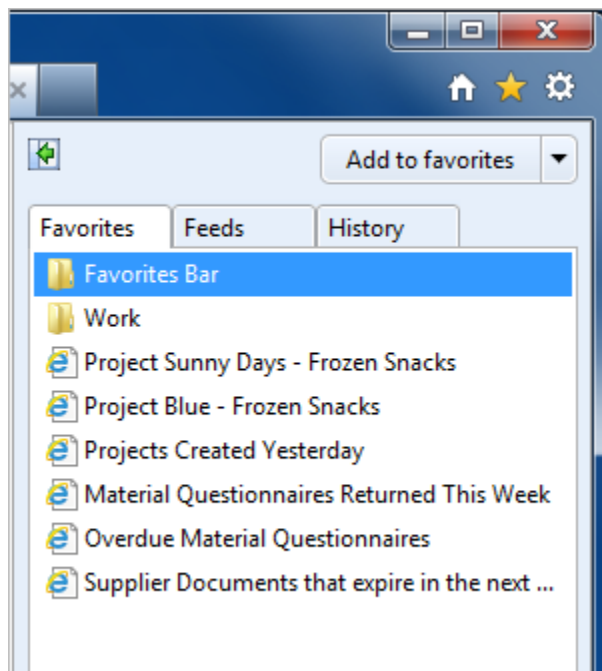 Add to favorites
Favorites Feeds History
Favorites Bar
Work
Project Sunny Days - Frozen Snacks
Project Blue - Frozen Snacks
Projects Created Yesterday
Material Questionnaires Returned This Week
Overdue Material Questionnaires
Supplier Documents that expire in the next ...